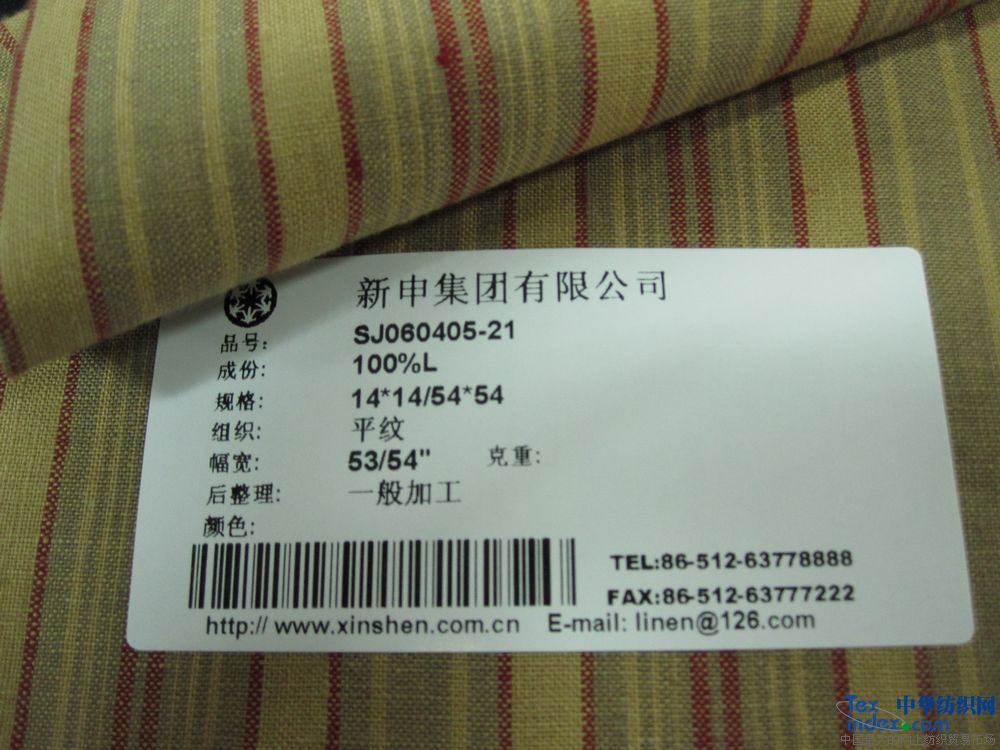 新申集团有限公司
品号: SJ060405-21
成份: 100%L
规格: 14*14/54*54
组织: 平纹
幅宽: 53/54" 克重:
后整理: 一般加工
颜色:
TEL:86-512-63778888
FAX:86-512-63777222
http:// www.xinshen.com.cn E-mail: linen@126.com
Tex 中华纺织网
index.com